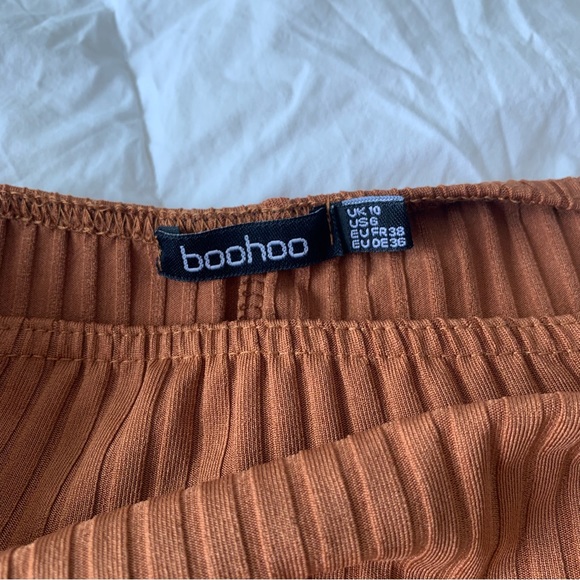 boohoo
UK 10
US 6
EU FR 38
EU DE 36